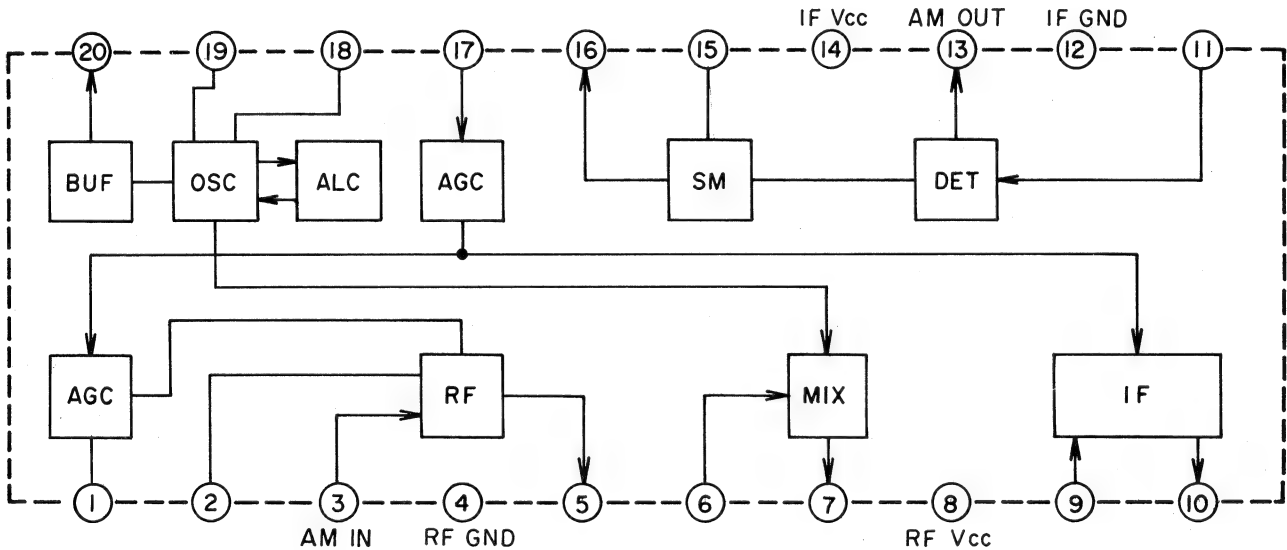 IF Vcc AM OUT IF GND
20 19 18 17 16 15 14 13 12 11
BUF OSC ALC AGC SM DET
AGC RF MIX IF
1 2 3 4 5 6 7 8 9 10
AM IN RF GND RF Vcc